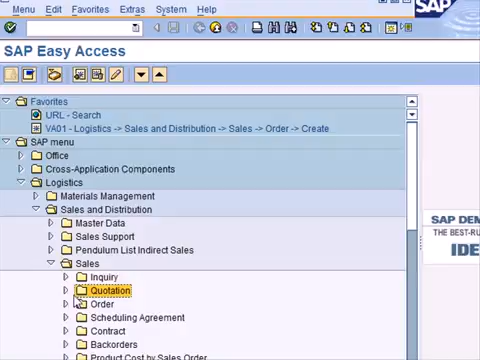 Menu Edit Favorites Extras System Help
SAP
SAP Easy Access
Favorites
URL - Search
VA01 - Logistics -> Sales and Distribution -> Sales -> Order -> Create
SAP menu
Office
Cross-Application Components
Logistics
Materials Management
Sales and Distribution
Master Data
Sales Support
Pendulum List Indirect Sales
Sales
Inquiry
Quotation
Order
Scheduling Agreement
Contract
Backorders
Product Cost by Sales Order
SAP DEM
THE BEST-RU
IDE